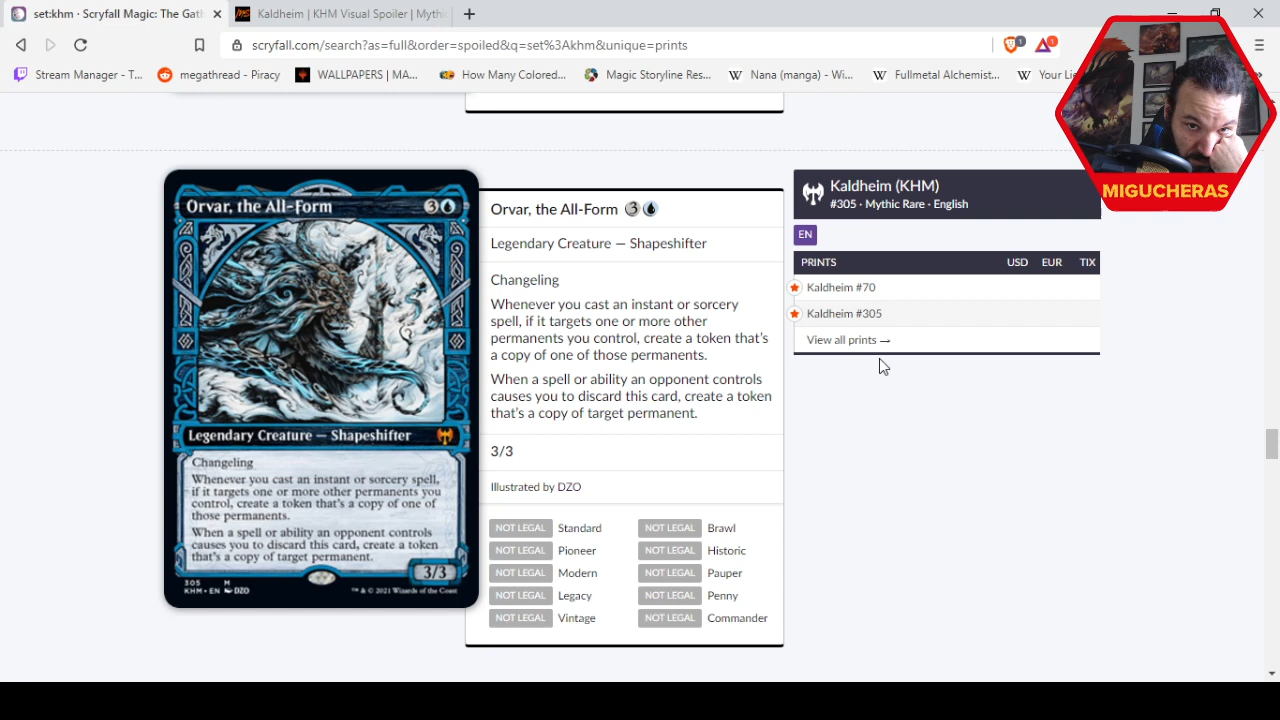 set:khm · Scryfall Magic: The Gath
Kaldheim | KHM Visual Spoiler | Mythi
scryfall.com/search?as=full&order=spoiled&q=set%3Akhm&unique=prints
1
1
Stream Manager - T...
megathread - Piracy
WALLPAPERS | MA...
How Many Colored...
Magic Storyline Res...
Nana (manga) - Wi...
Fullmetal Alchemist...
Your Lie
MIGUCHERAS
Orvar, the All-Form 3
Legendary Creature — Shapeshifter
Changeling
Whenever you cast an instant or sorcery spell,
if it targets one or more other permanents you
control, create a token that's a copy of one of
those permanents.
When a spell or ability an opponent controls
causes you to discard this card, create a token
that's a copy of target permanent.
3/3
305 M
KHM • EN DZO
™ & © 2021 Wizards of the Coast
Orvar, the All-Form 3
Legendary Creature — Shapeshifter
Changeling
Whenever you cast an instant or sorcery
spell, if it targets one or more other
permanents you control, create a token that's
a copy of one of those permanents.
When a spell or ability an opponent controls
causes you to discard this card, create a token
that's a copy of target permanent.
3/3
Illustrated by DZO
NOT LEGAL Standard NOT LEGAL Brawl
NOT LEGAL Pioneer NOT LEGAL Historic
NOT LEGAL Modern NOT LEGAL Pauper
NOT LEGAL Legacy NOT LEGAL Penny
NOT LEGAL Vintage NOT LEGAL Commander
Kaldheim (KHM)
#305 · Mythic Rare · English
EN
PRINTS USD EUR TIX
Kaldheim #70
Kaldheim #305
View all prints →